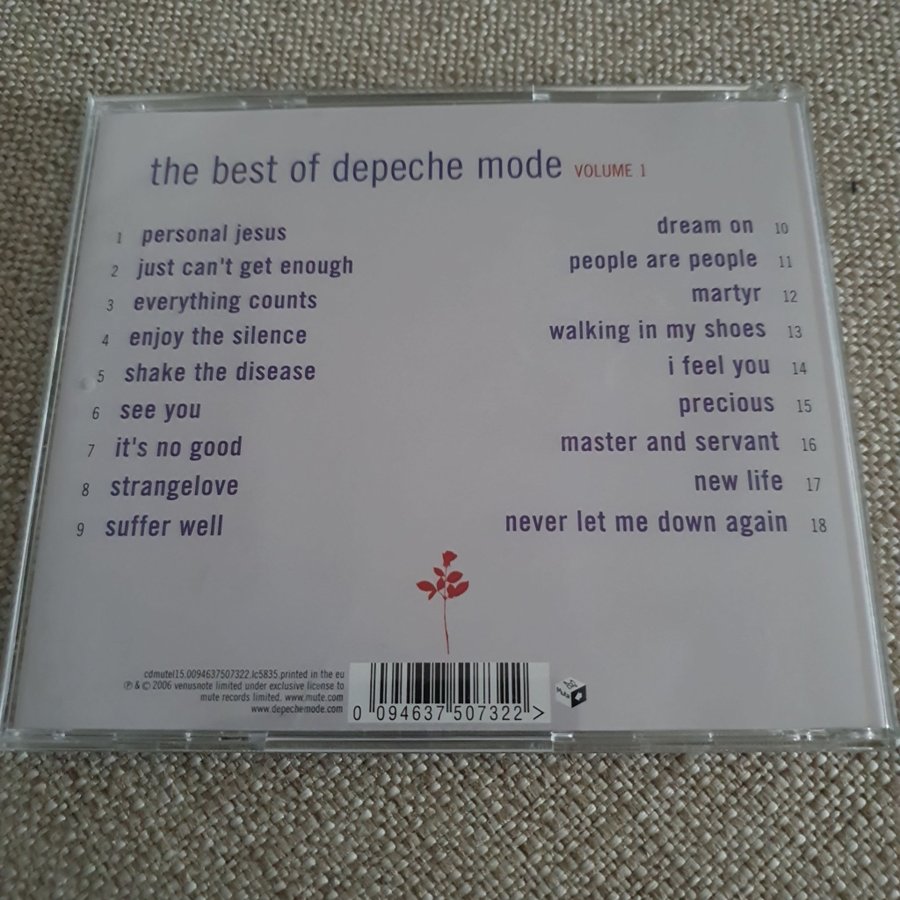 the best of depeche mode VOLUME 1
1 personal jesus
2 just can't get enough
3 everything counts
4 enjoy the silence
5 shake the disease
6 see you
7 it's no good
8 strangelove
9 suffer well
dream on 10
people are people 11
martyr 12
walking in my shoes 13
i feel you 14
precious 15
master and servant 16
new life 17
never let me down again 18
cdmutel15.0094637507322.lc5835.printed in the eu
℗ & © 2006 venusnote limited under exclusive license to
mute records limited. www.mute.com
www.depechemode.com
0 094637 507322 >